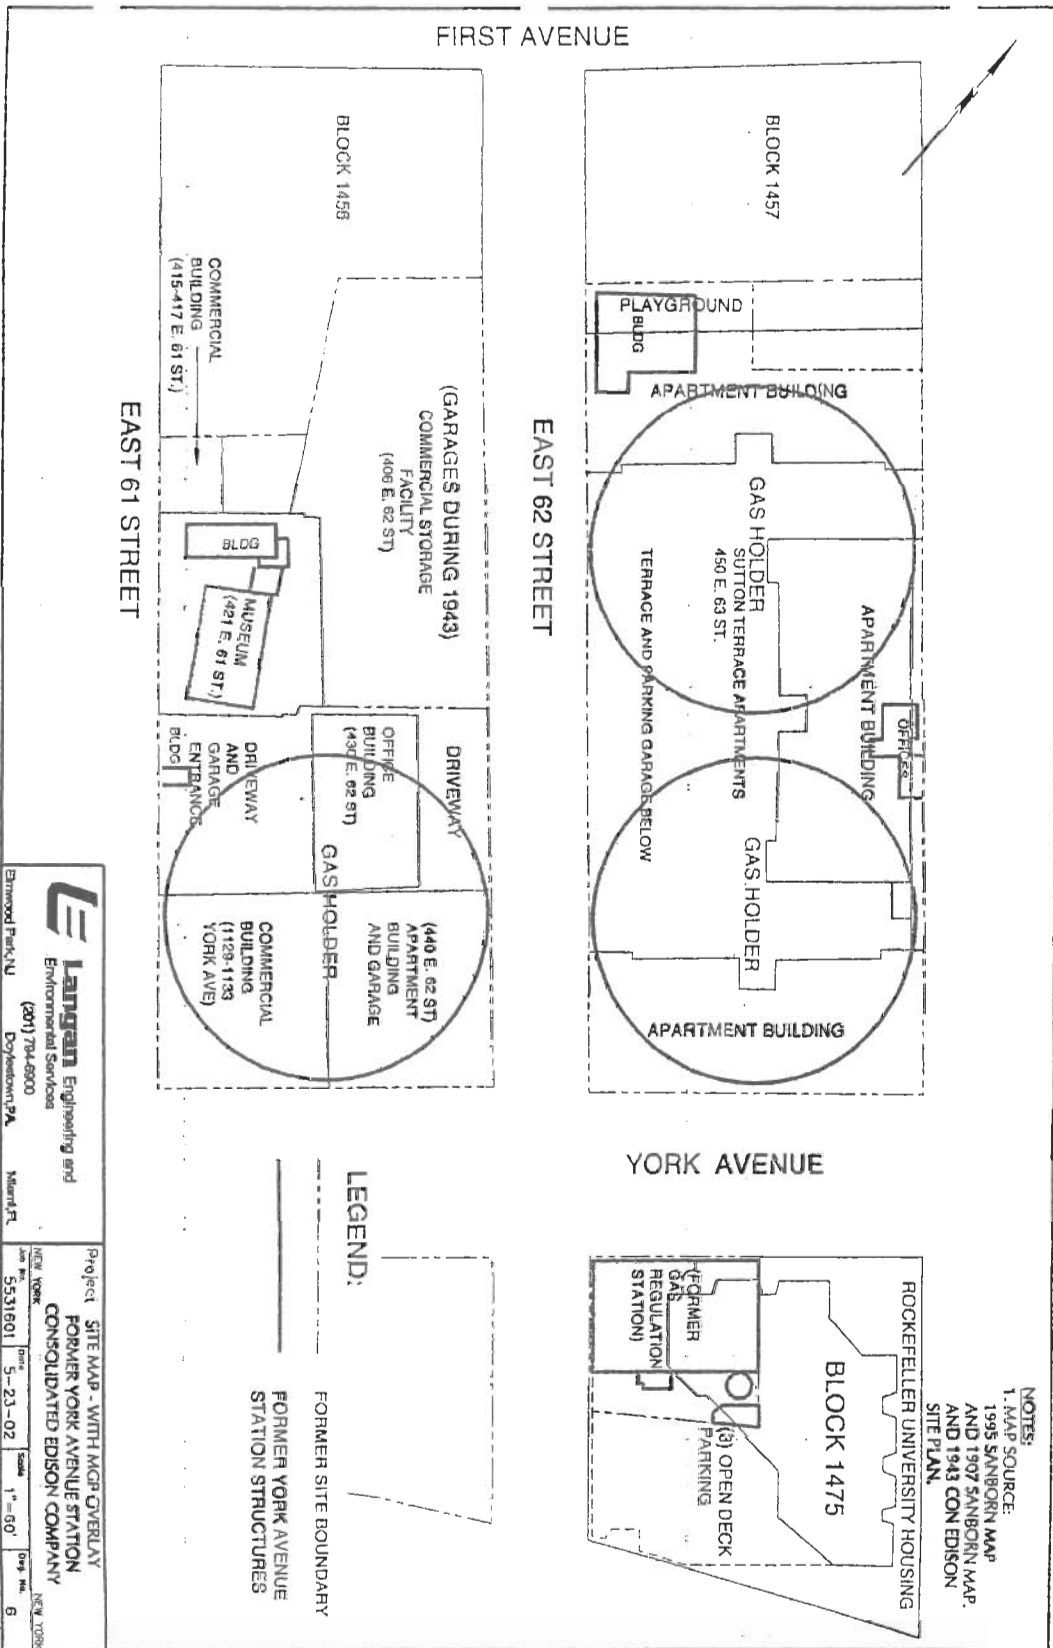 FIRST AVENUE
BLOCK 1457
BLOCK 1456
PLAYGROUND
BLDG
APARTMENT BUILDING
COMMERCIAL
BUILDING
(415-417 E. 61 ST.)
(GARAGES DURING 1943)
COMMERCIAL STORAGE
FACILITY
(406 E. 62 ST)
EAST 61 STREET
EAST 62 STREET
GAS HOLDER
SUTTON TERRACE APARTMENTS
450 E. 63 ST.
TERRACE AND PARKING GARAGE BELOW
APARTMENT BUILDING
OFFICES
BLDG
MUSEUM
(421 E. 61 ST.)
DRIVEWAY
OFFICE
BUILDING
(430 E. 62 ST)
DRIVEWAY
AND
GARAGE
ENTRANCE
BLDG
GAS HOLDER
GAS HOLDER
(440 E. 62 ST)
APARTMENT
BUILDING
AND GARAGE
COMMERCIAL
BUILDING
(1129-1133
YORK AVE)
APARTMENT BUILDING
YORK AVENUE
ROCKEFELLER UNIVERSITY HOUSING
BLOCK 1475
(FORMER
GAS
REGULATION
STATION)
(3) OPEN DECK
PARKING
NOTES:
1. MAP SOURCE:
1995 SANBORN MAP
AND 1907 SANBORN MAP.
AND 1943 CON EDISON
SITE PLAN.
LEGEND:
FORMER SITE BOUNDARY
FORMER YORK AVENUE
STATION STRUCTURES
Langan Engineering and
Environmental Services
(201) 794-6900
Elmwood Park, NJ Doylestown, PA Miami, FL
Project SITE MAP - WITH MGP OVERLAY
FORMER YORK AVENUE STATION
CONSOLIDATED EDISON COMPANY
NEW YORK NEW YORK
Job No. 5531601 Date 5-23-02 Scale 1"=60' Dwg. No. 6